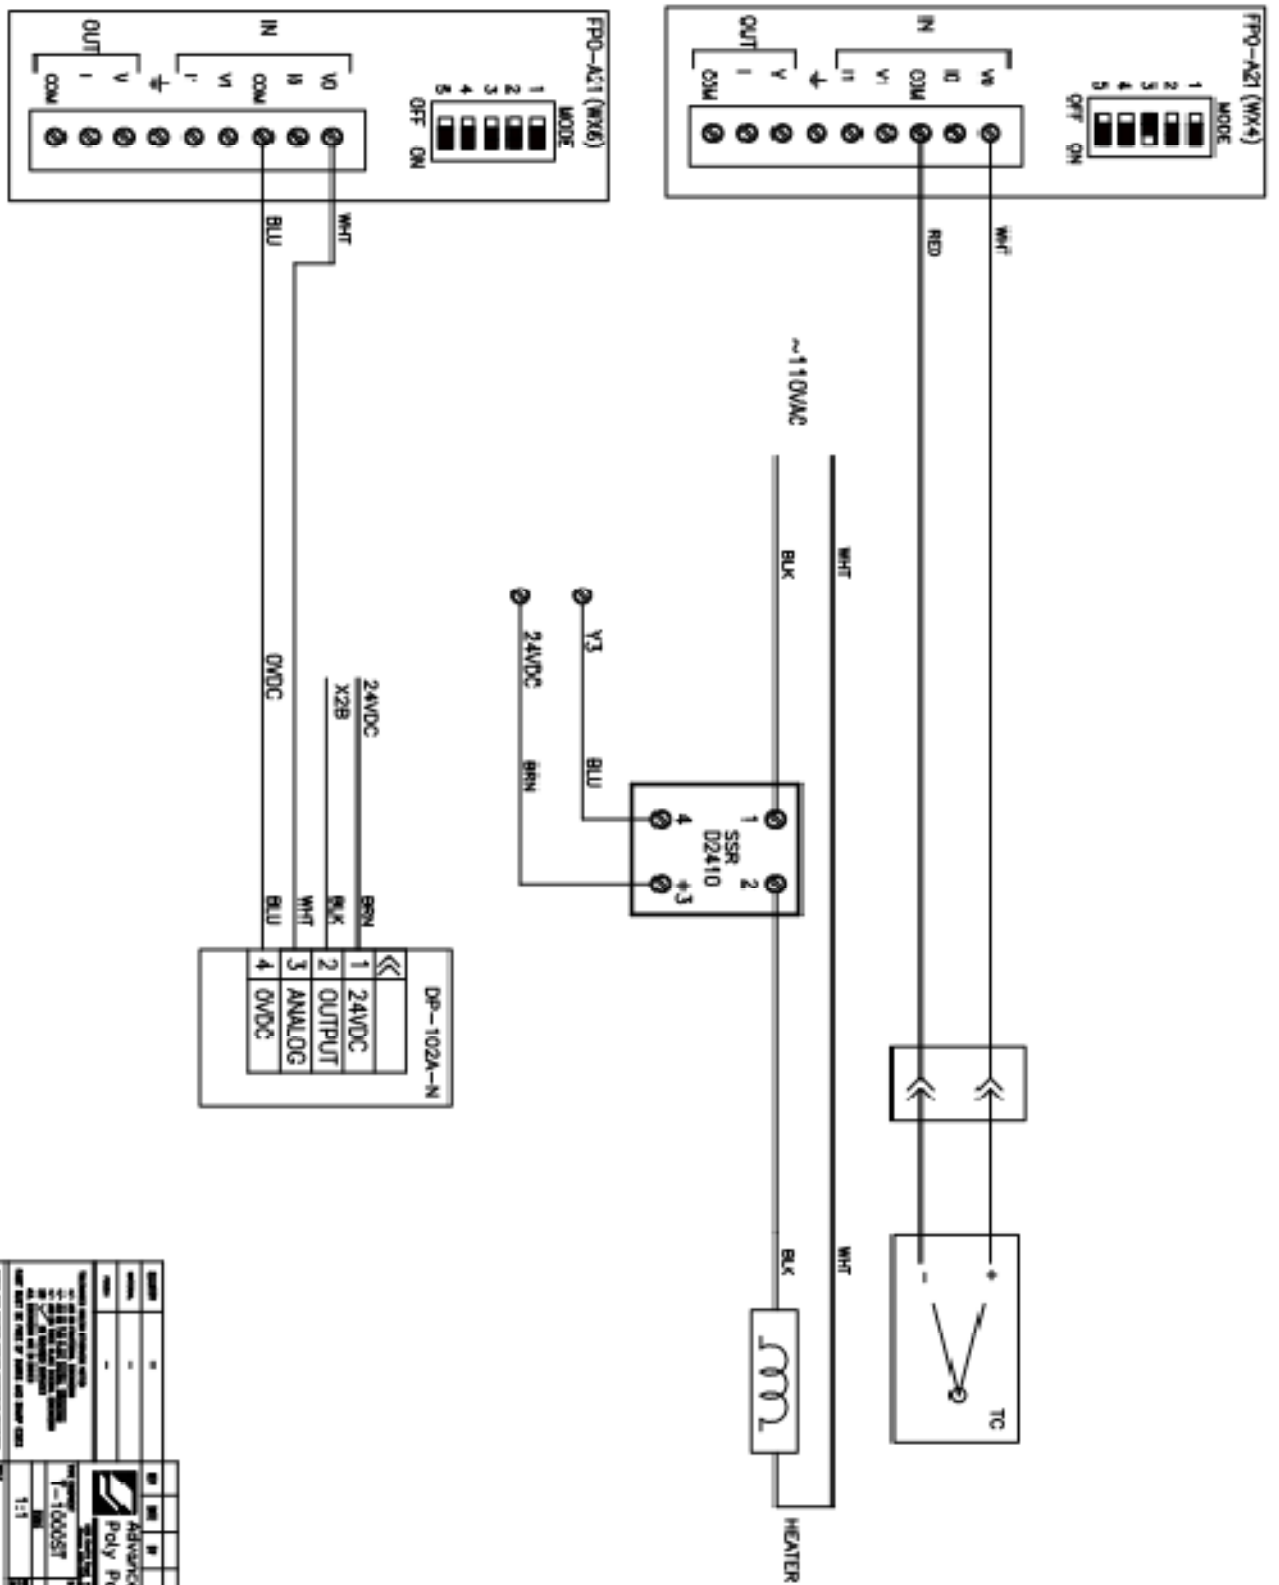 FP0-A21 (WX4)
MODE
1 2 3 4 5
OFF ON
IN
OUT
V0 I0 COM V1 I1 V I COM
WHT
RED
+
-
TC
~110VAC
WHT
BLK
WHT
BLK
HEATER
SSR
D2410
1
2
4
+3
Y3
24VDC
BLU
BRN
FP0-A21 (WX6)
MODE
1 2 3 4 5
OFF ON
IN
OUT
V0 I0 COM V1 I' V I COM
WHT
BLU
24VDC
X2B
0VDC
BRN
BLK
WHT
BLU
DP-102A-N
1 24VDC
2 OUTPUT
3 ANALOG
4 0VDC
Poly
T-1000ST
1:1